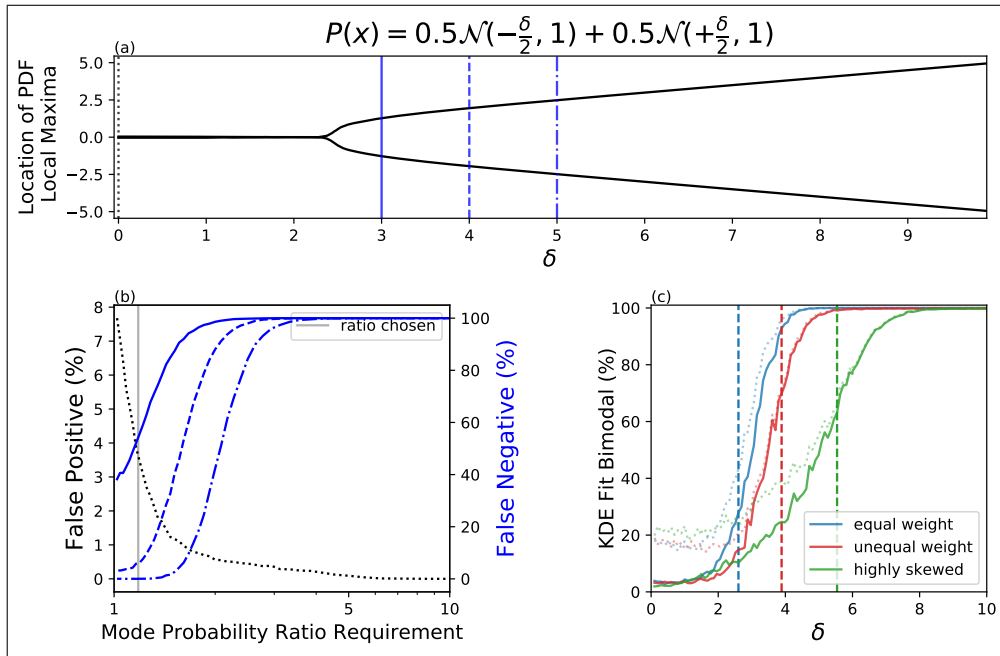 P(x) = 0.5𝒩(−δ/2, 1) + 0.5𝒩(+δ/2, 1)
(a)
Location of PDF
Local Maxima
5.0
2.5
0.0
−2.5
−5.0
0 1 2 3 4 5 6 7 8 9
δ
(b)
False Positive (%)
8
7
6
5
4
3
2
1
0
ratio chosen
100
80
60
40
20
0
False Negative (%)
1 5 10
Mode Probability Ratio Requirement
(c)
KDE Fit Bimodal (%)
100
80
60
40
20
0
equal weight
unequal weight
highly skewed
0 2 4 6 8 10
δ